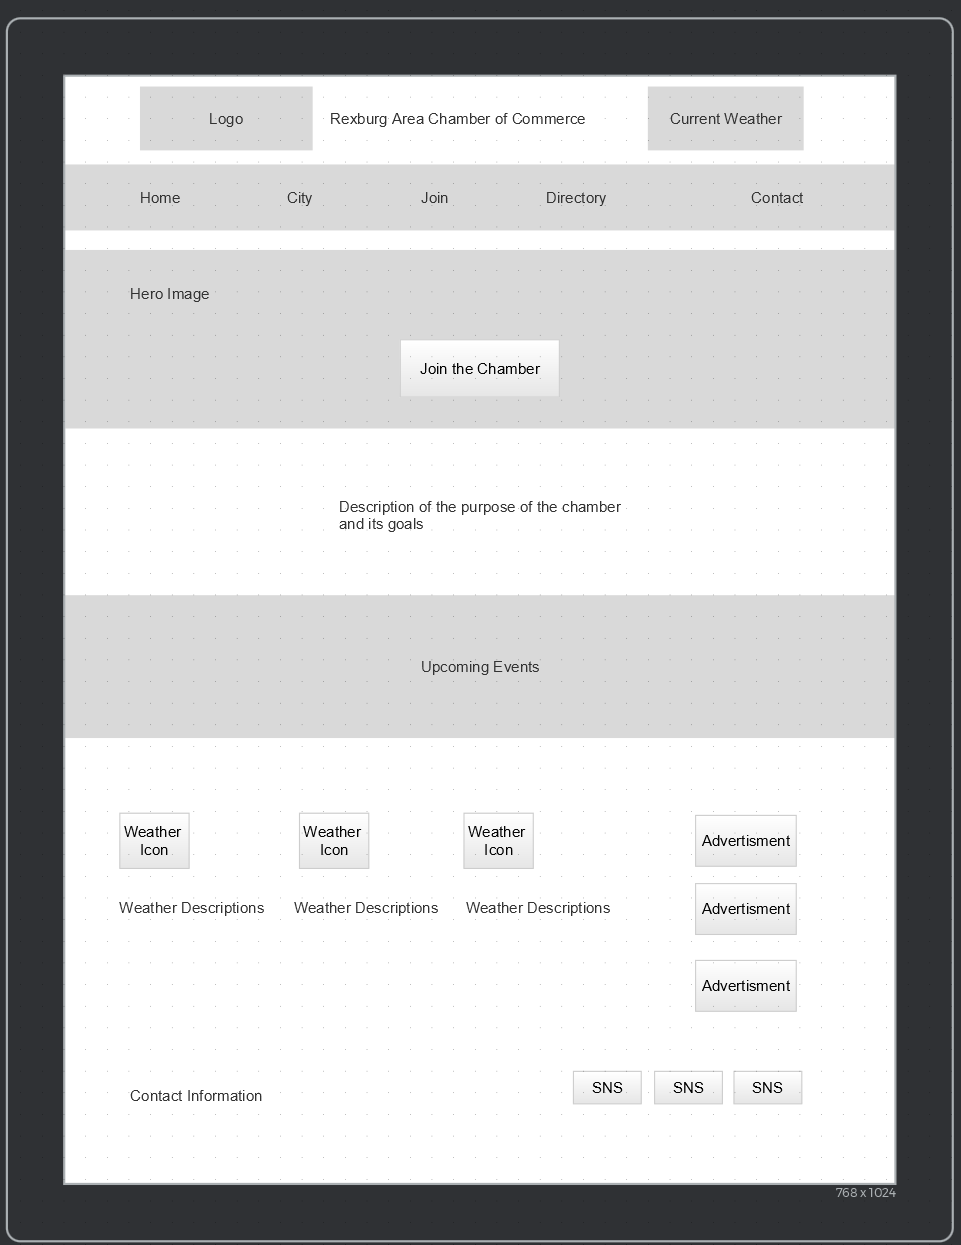 Logo
Rexburg Area Chamber of Commerce
Current Weather
Home
City
Join
Directory
Contact
Hero Image
Join the Chamber
Description of the purpose of the chamber
and its goals
Upcoming Events
Weather
Icon
Weather
Icon
Weather
Icon
Advertisment
Weather Descriptions
Weather Descriptions
Weather Descriptions
Advertisment
Advertisment
Contact Information
SNS
SNS
SNS
768 x 1024